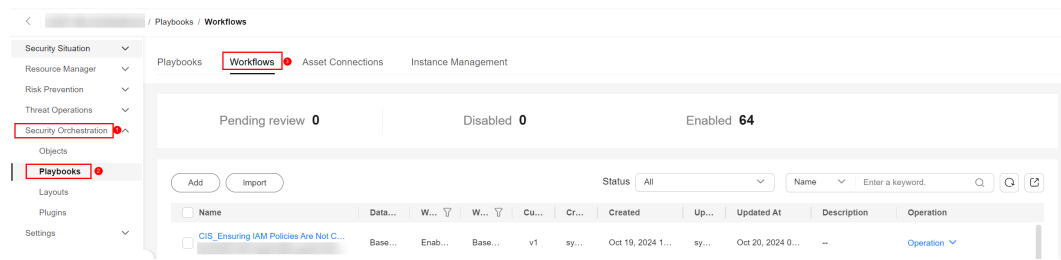 / Playbooks / Workflows
Security Situation
Resource Manager
Risk Prevention
Threat Operations
Security Orchestration 1
Objects
Playbooks 2
Layouts
Plugins
Settings
Playbooks Workflows 3 Asset Connections Instance Management
Pending review 0 Disabled 0 Enabled 64
Add Import Status All Name Enter a keyword.
Name Data... W... W... Cu... Cr... Created Up... Updated At Description Operation
CIS_Ensuring IAM Policies Are Not C...
Base... Enab... Base... v1 sy... Oct 19, 2024 1... sy... Oct 20, 2024 0... -- Operation